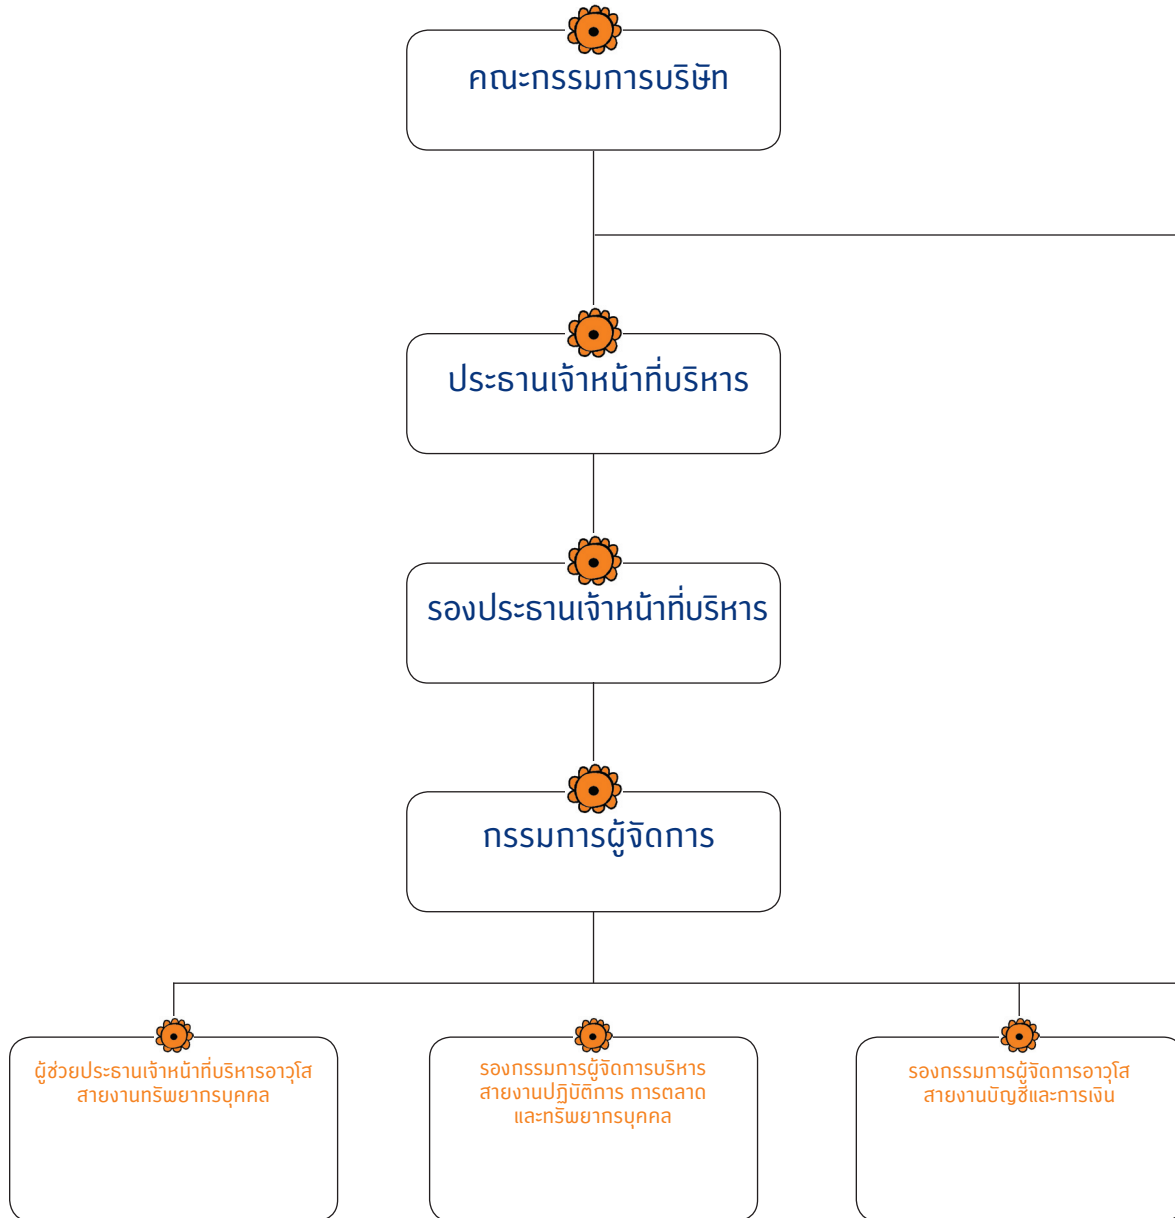 คณะกรรมการบริษัท
ประธานเจ้าหน้าที่บริหาร
รองประธานเจ้าหน้าที่บริหาร
กรรมการผู้จัดการ
ผู้ช่วยประธานเจ้าหน้าที่บริหารอาวุโส
สายงานทรัพยากรบุคคล
รองกรรมการผู้จัดการบริหาร
สายงานปฏิบัติการ การตลาด
และทรัพยากรบุคคล
รองกรรมการผู้จัดการอาวุโส
สายงานบัญชีและการเงิน